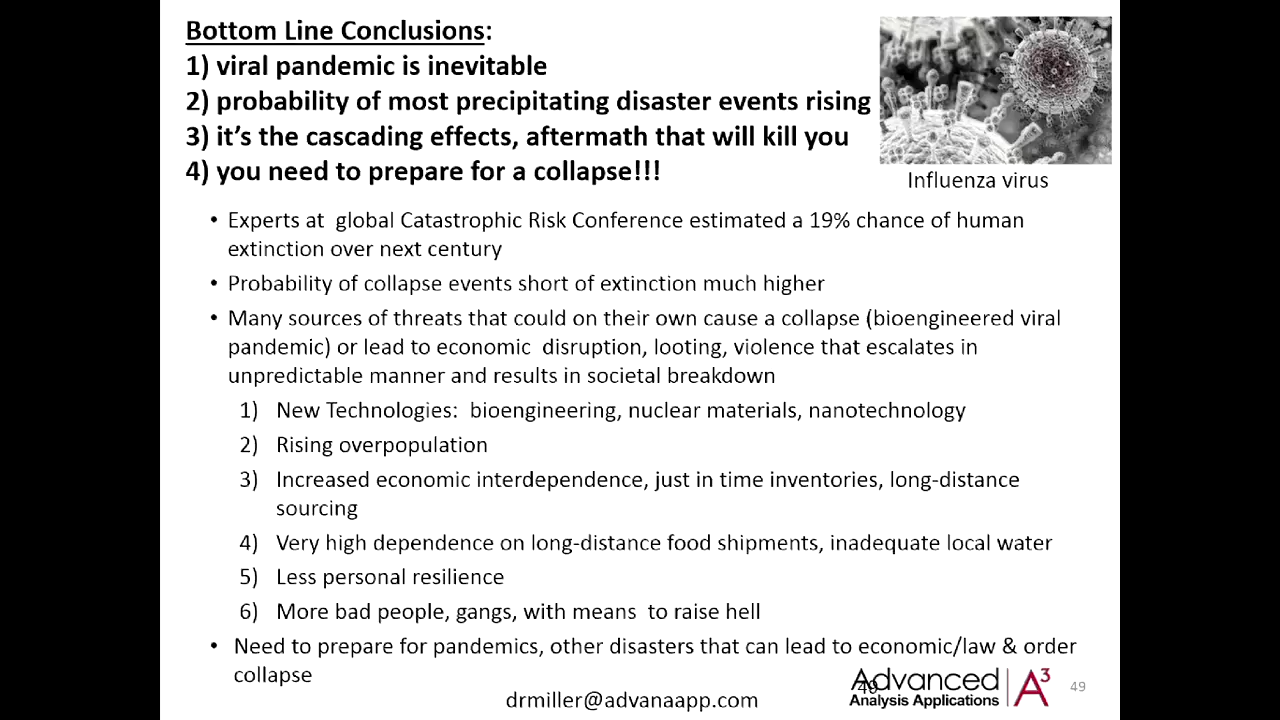 Bottom Line Conclusions:
1) viral pandemic is inevitable
2) probability of most precipitating disaster events rising
3) it’s the cascading effects, aftermath that will kill you
4) you need to prepare for a collapse!!!
Influenza virus
• Experts at  global Catastrophic Risk Conference estimated a 19% chance of human
extinction over next century
• Probability of collapse events short of extinction much higher
• Many sources of threats that could on their own cause a collapse (bioengineered viral
pandemic) or lead to economic  disruption, looting, violence that escalates in
unpredictable manner and results in societal breakdown
1) New Technologies:  bioengineering, nuclear materials, nanotechnology
2) Rising overpopulation
3) Increased economic interdependence, just in time inventories, long-distance
sourcing
4) Very high dependence on long-distance food shipments, inadequate local water
5) Less personal resilience
6) More bad people, gangs, with means  to raise hell
• Need to prepare for pandemics, other disasters that can lead to economic/law & order
collapse
drmiller@advanaapp.com
49
Advanced
Analysis Applications
A3
49